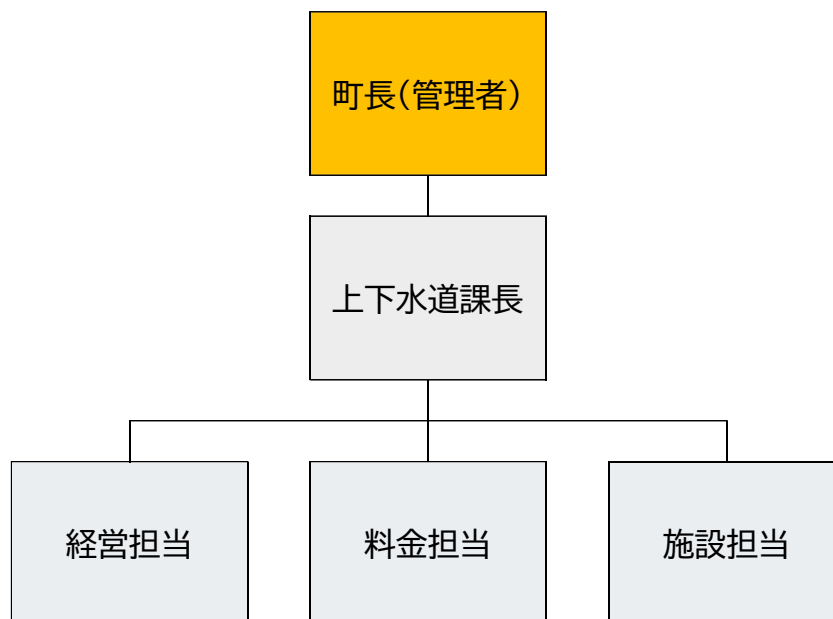 町長（管理者）
上下水道課長
経営担当
料金担当
施設担当